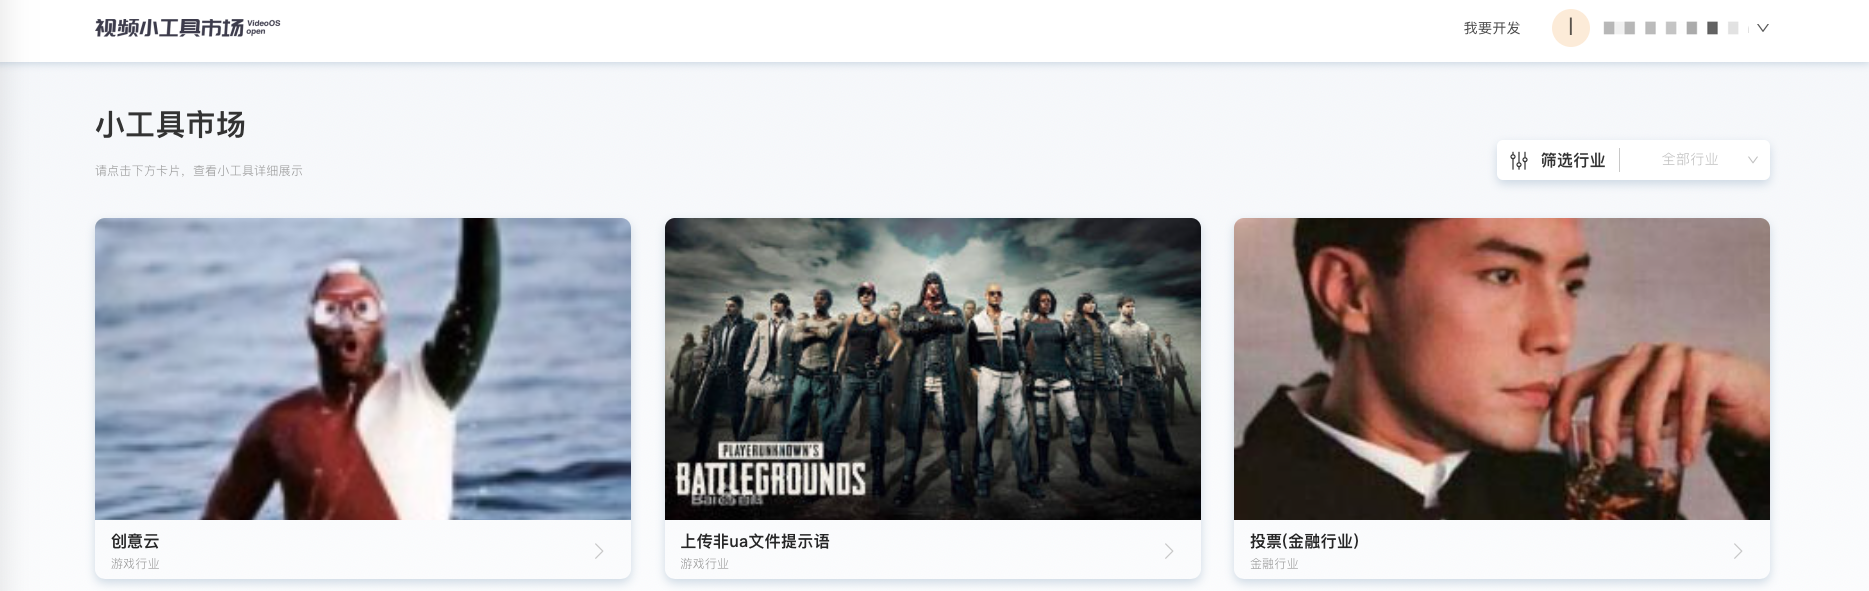 视频小工具市场 VideoOS open
我要开发
小工具市场
请点击下方卡片，查看小工具详细展示
筛选行业 全部行业
PLAYERUNKNOWN'S
BATTLEGROUNDS
Bai 百科
创意云
游戏行业
上传非ua文件提示语
游戏行业
投票(金融行业)
金融行业